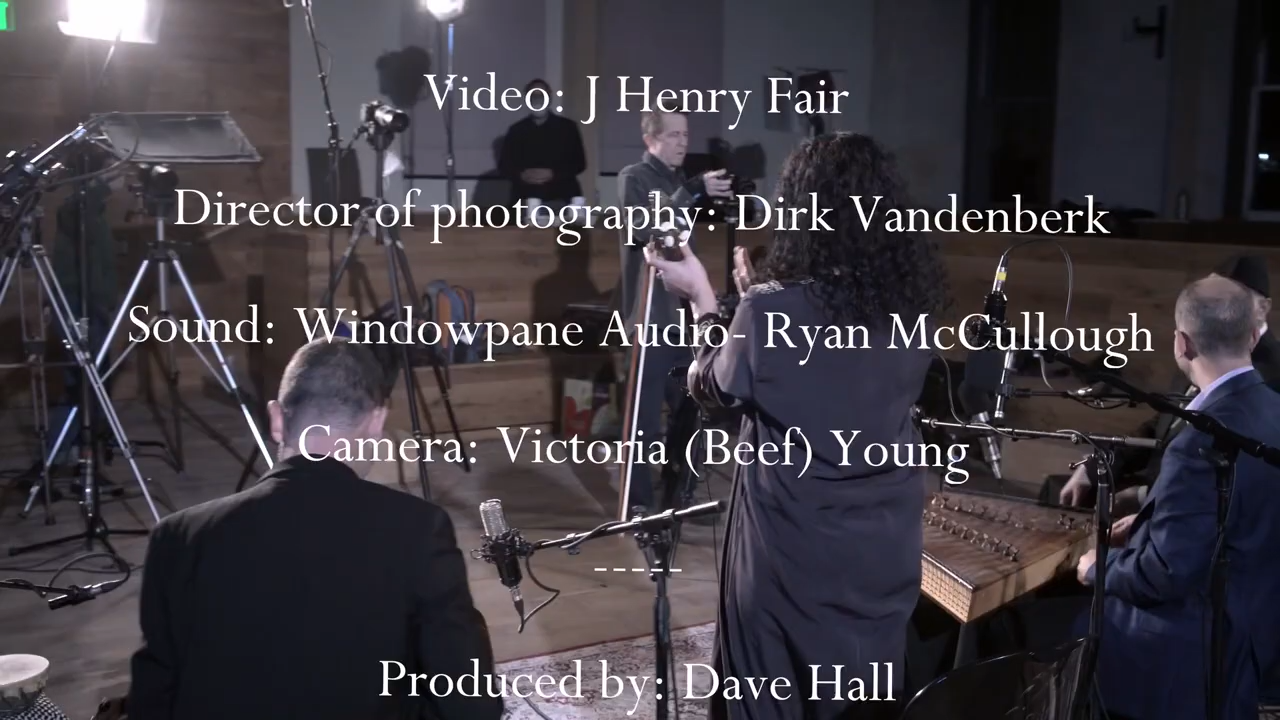 Video: J Henry Fair
Director of photography: Dirk Vandenberk
Sound: Windowpane Audio- Ryan McCullough
Camera: Victoria (Beef) Young
-----
Produced by: Dave Hall